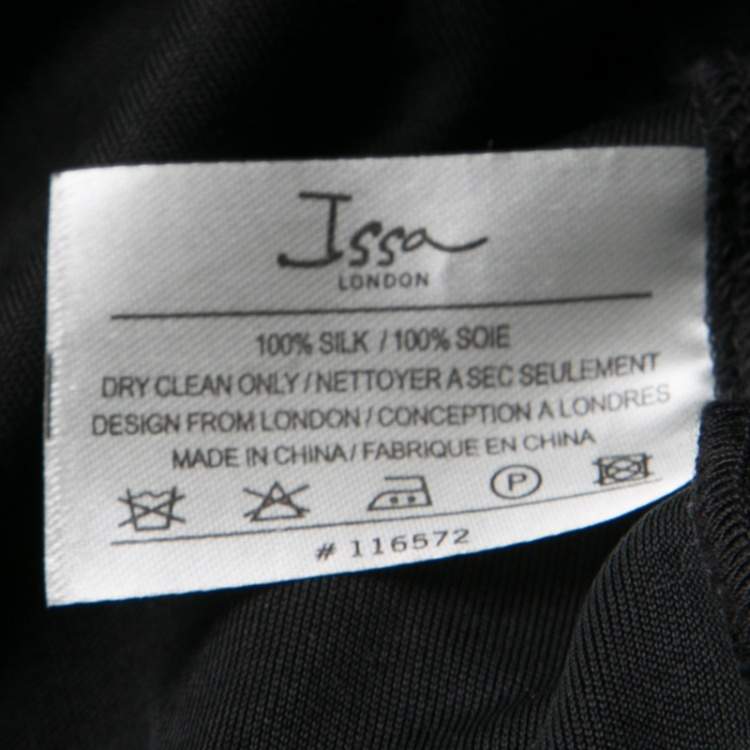 Issa
LONDON
100% SILK / 100% SOIE
DRY CLEAN ONLY / NETTOYER A SEC SEULEMENT
DESIGN FROM LONDON / CONCEPTION A LONDRES
MADE IN CHINA / FABRIQUE EN CHINA
P
# 116572